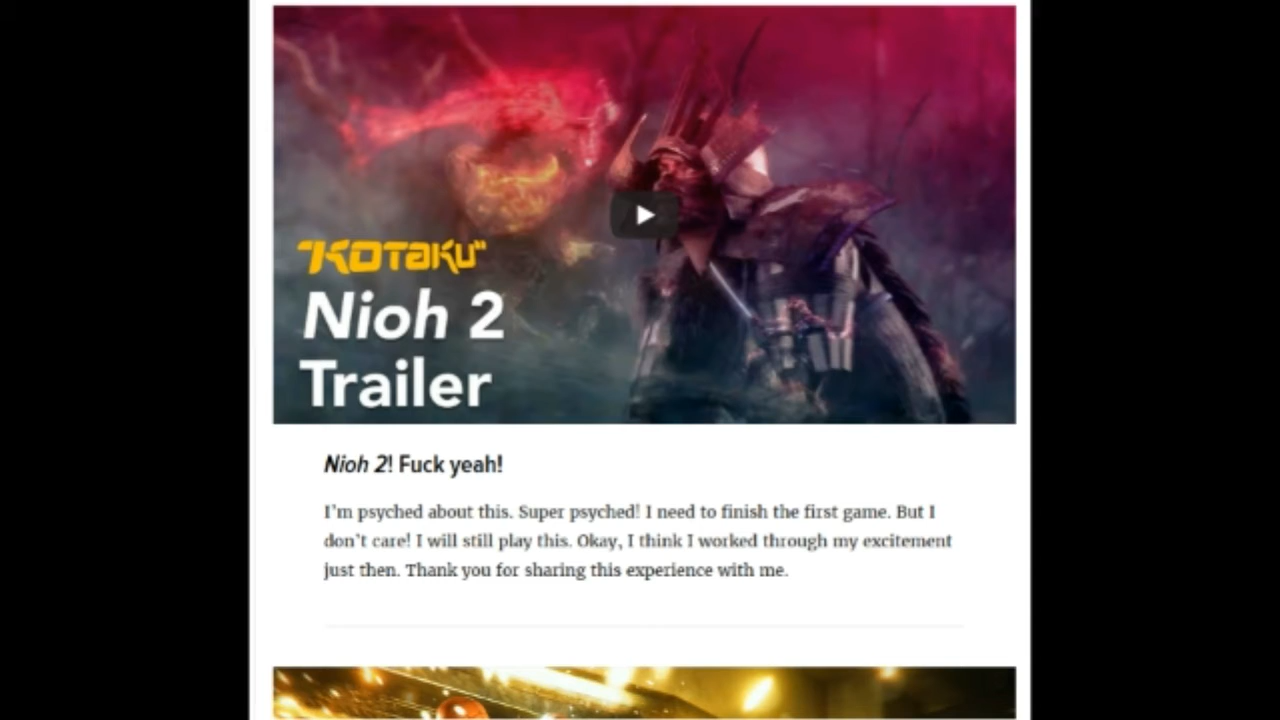 "KOTaKU"
Nioh 2
Trailer
Nioh 2! Fuck yeah!
I'm psyched about this. Super psyched! I need to finish the first game. But I
don't care! I will still play this. Okay, I think I worked through my excitement
just then. Thank you for sharing this experience with me.